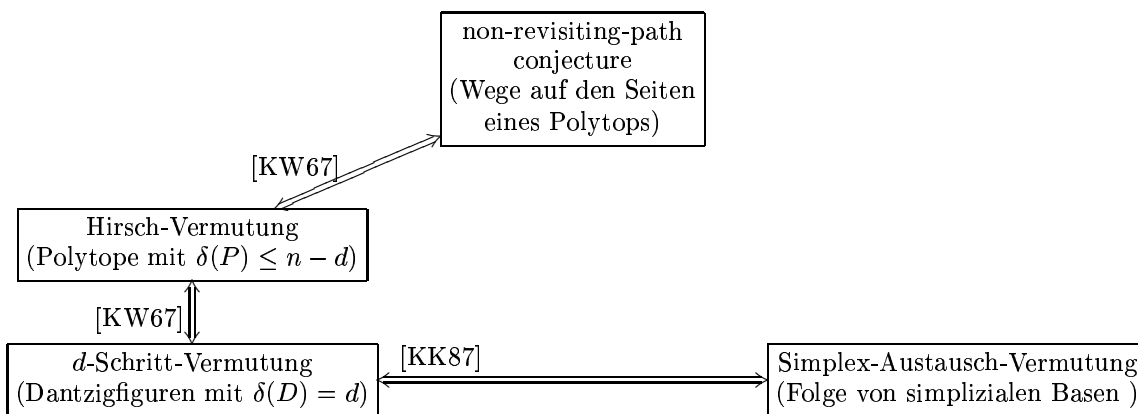 non-revisiting-path
conjecture
(Wege auf den Seiten
eines Polytops)
[KW67]
Hirsch-Vermutung
(Polytope mit δ(P) ≤ n − d)
[KW67]
d-Schritt-Vermutung
(Dantzigfiguren mit δ(D) = d)
[KK87]
Simplex-Austausch-Vermutung
(Folge von simplizialen Basen )